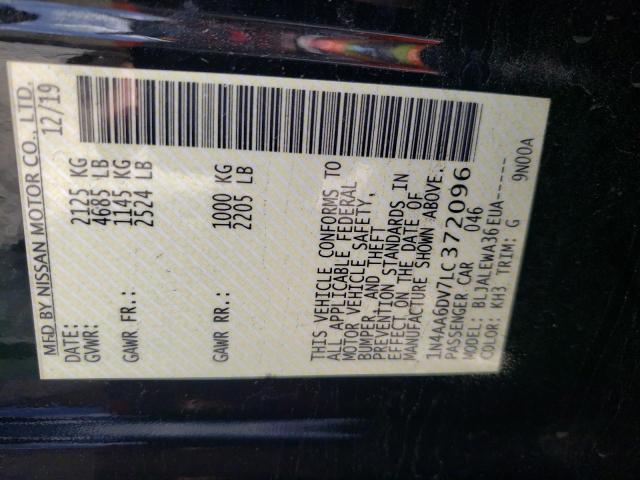 MFD BY NISSAN MOTOR CO., LTD.
DATE: 12/19
GVWR: 2125 KG
4685 LB
GAWR FR.: 1145 KG
2524 LB
GAWR RR.: 1000 KG
2205 LB
THIS VEHICLE CONFORMS TO
ALL APPLICABLE FEDERAL
MOTOR VEHICLE SAFETY,
BUMPER, AND THEFT
PREVENTION STANDARDS IN
EFFECT ON THE DATE OF
MANUFACTURE SHOWN ABOVE.
1N4AA6DV7LC372096
PASSENGER CAR 046
MODEL: BLJALEWA36EUA-----
COLOR: KH3 TRIM: G 9N00A